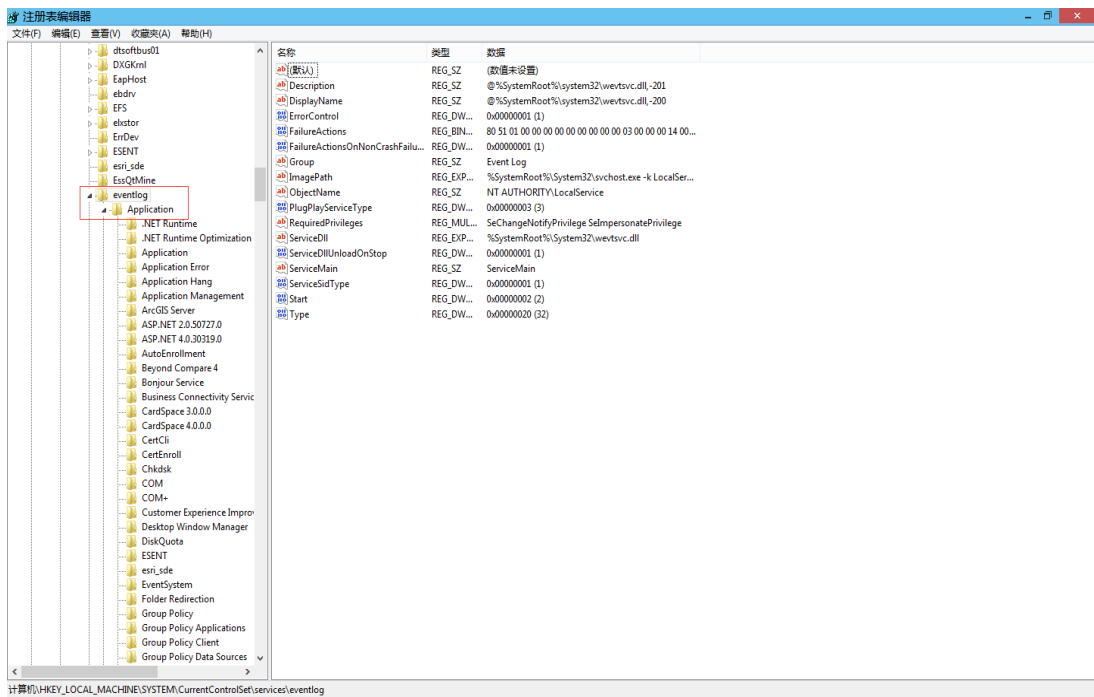 注册表编辑器
文件(F) 编辑(E) 查看(V) 收藏夹(A) 帮助(H)
dtsoftbus01
DXGKrnl
EapHost
ebdrv
EFS
elxstor
ErrDev
ESENT
esri_sde
EssQtMine
eventlog
Application
.NET Runtime
.NET Runtime Optimization
Application
Application Error
Application Hang
Application Management
ArcGIS Server
ASP.NET 2.0.50727.0
ASP.NET 4.0.30319.0
AutoEnrollment
Beyond Compare 4
Bonjour Service
Business Connectivity Servic
CardSpace 3.0.0.0
CardSpace 4.0.0.0
CertCli
CertEnroll
Chkdsk
COM
COM+
Customer Experience Improv
Desktop Window Manager
DiskQuota
ESENT
esri_sde
EventSystem
Folder Redirection
Group Policy
Group Policy Applications
Group Policy Client
Group Policy Data Sources
名称 类型 数据
(默认) REG_SZ (数值未设置)
Description REG_SZ @%SystemRoot%\system32\wevtsvc.dll,-201
DisplayName REG_SZ @%SystemRoot%\system32\wevtsvc.dll,-200
ErrorControl REG_DW... 0x00000001 (1)
FailureActions REG_BIN... 80 51 01 00 00 00 00 00 00 00 00 00 03 00 00 00 14 00...
FailureActionsOnNonCrashFailu... REG_DW... 0x00000001 (1)
Group REG_SZ Event Log
ImagePath REG_EXP... %SystemRoot%\System32\svchost.exe -k LocalSer...
ObjectName REG_SZ NT AUTHORITY\LocalService
PlugPlayServiceType REG_DW... 0x00000003 (3)
RequiredPrivileges REG_MUL... SeChangeNotifyPrivilege SeImpersonatePrivilege
ServiceDll REG_EXP... %SystemRoot%\System32\wevtsvc.dll
ServiceDllUnloadOnStop REG_DW... 0x00000001 (1)
ServiceMain REG_SZ ServiceMain
ServiceSidType REG_DW... 0x00000001 (1)
Start REG_DW... 0x00000002 (2)
Type REG_DW... 0x00000020 (32)
计算机\HKEY_LOCAL_MACHINE\SYSTEM\CurrentControlSet\services\eventlog